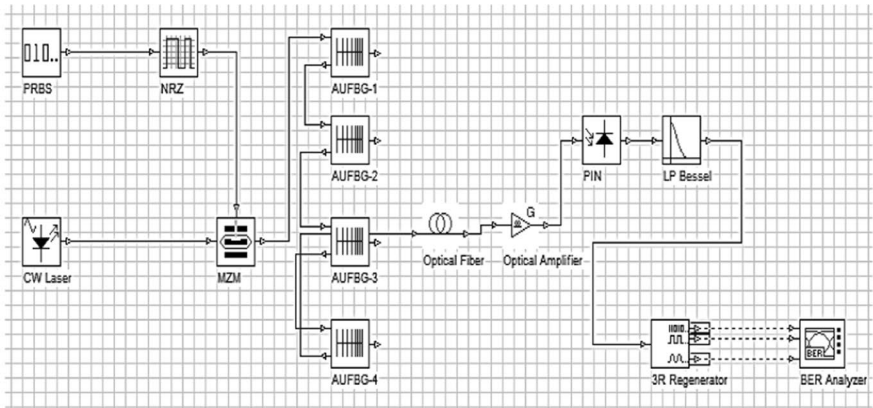 010..
PRBS
NRZ
AUFBG-1
AUFBG-2
PIN
LP Bessel
G
CW Laser
MZM
AUFBG-3
Optical Fiber
Optical Amplifier
AUFBG-4
3R Regenerator
BER
BER Analyzer